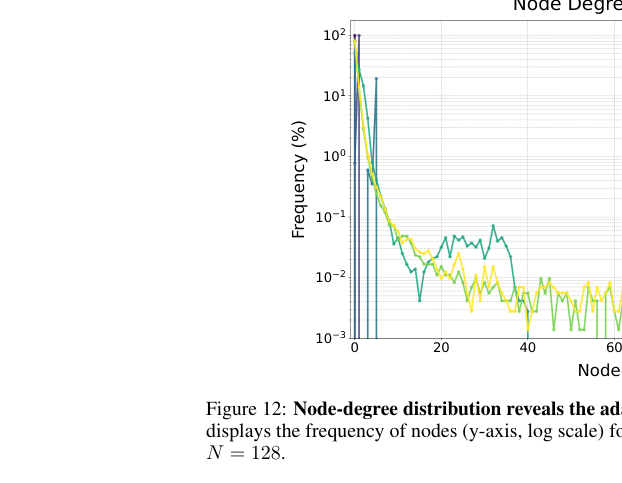 Node Degre
10²
10¹
10⁰
10⁻¹
10⁻²
10⁻³
Frequency (%)
0 20 40 60
Node
Figure 12: Node-degree distribution reveals the ada
displays the frequency of nodes (y-axis, log scale) fo
N = 128.